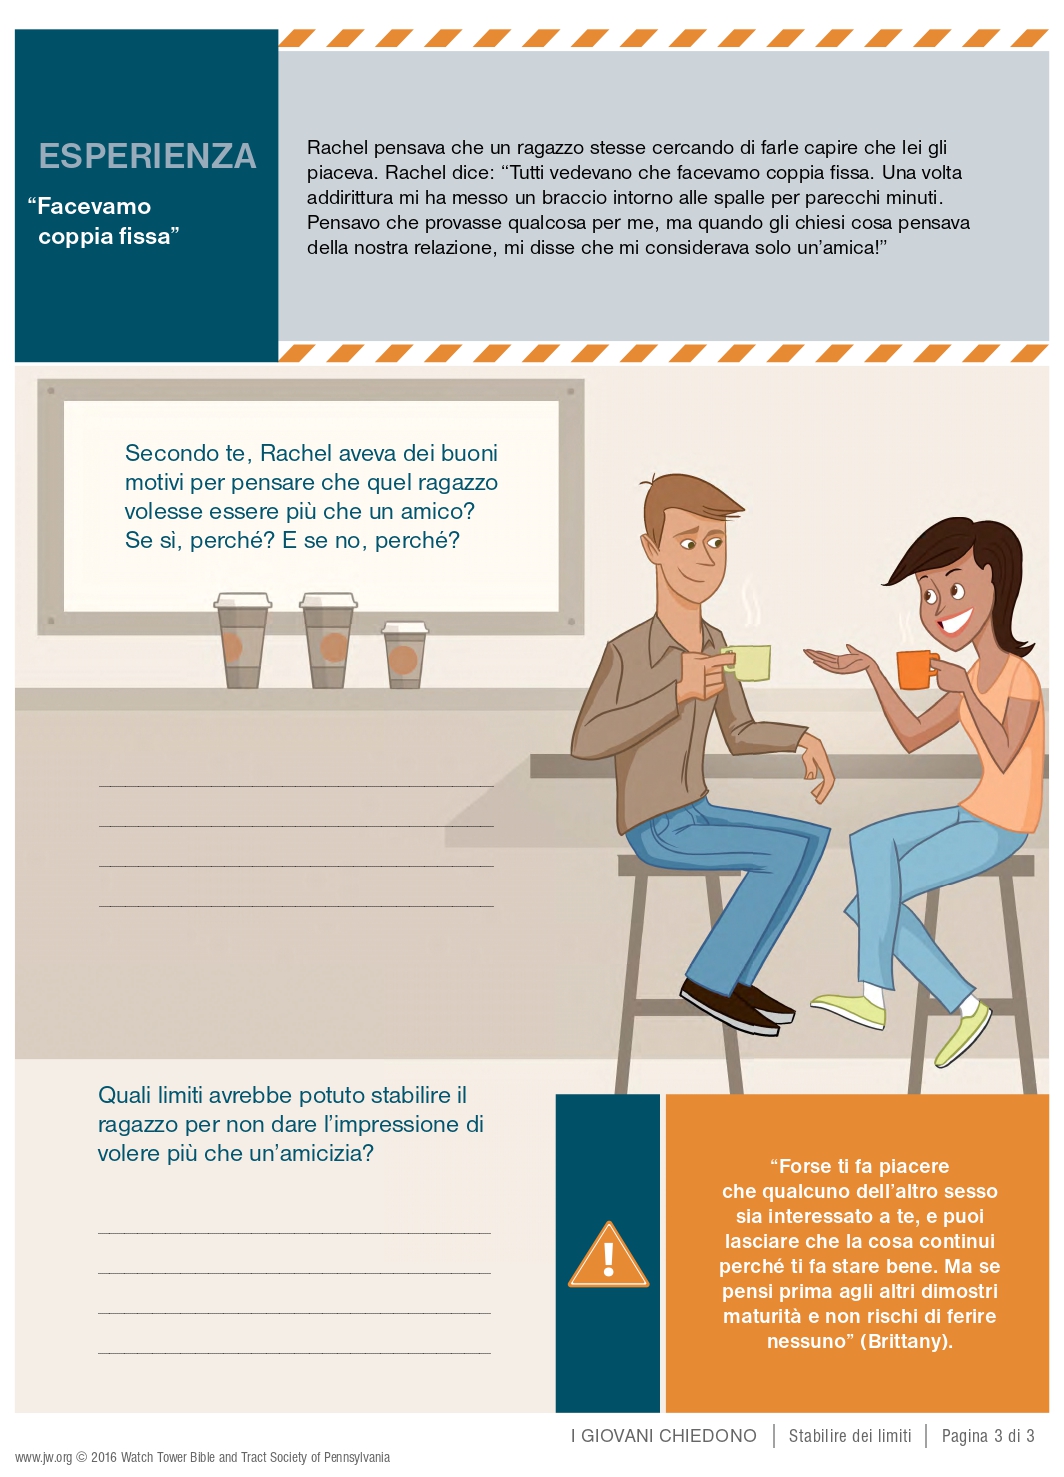 ESPERIENZA
“Facevamo
coppia fissa”
Rachel pensava che un ragazzo stesse cercando di farle capire che lei gli
piaceva. Rachel dice: “Tutti vedevano che facevamo coppia fissa. Una volta
addirittura mi ha messo un braccio intorno alle spalle per parecchi minuti.
Pensavo che provasse qualcosa per me, ma quando gli chiesi cosa pensava
della nostra relazione, mi disse che mi considerava solo un’amica!”
Secondo te, Rachel aveva dei buoni
motivi per pensare che quel ragazzo
volesse essere più che un amico?
Se sì, perché? E se no, perché?
Quali limiti avrebbe potuto stabilire il
ragazzo per non dare l’impressione di
volere più che un’amicizia?
!
“Forse ti fa piacere
che qualcuno dell’altro sesso
sia interessato a te, e puoi
lasciare che la cosa continui
perché ti fa stare bene. Ma se
pensi prima agli altri dimostri
maturità e non rischi di ferire
nessuno” (Brittany).
I GIOVANI CHIEDONO | Stabilire dei limiti | Pagina 3 di 3
www.jw.org © 2016 Watch Tower Bible and Tract Society of Pennsylvania